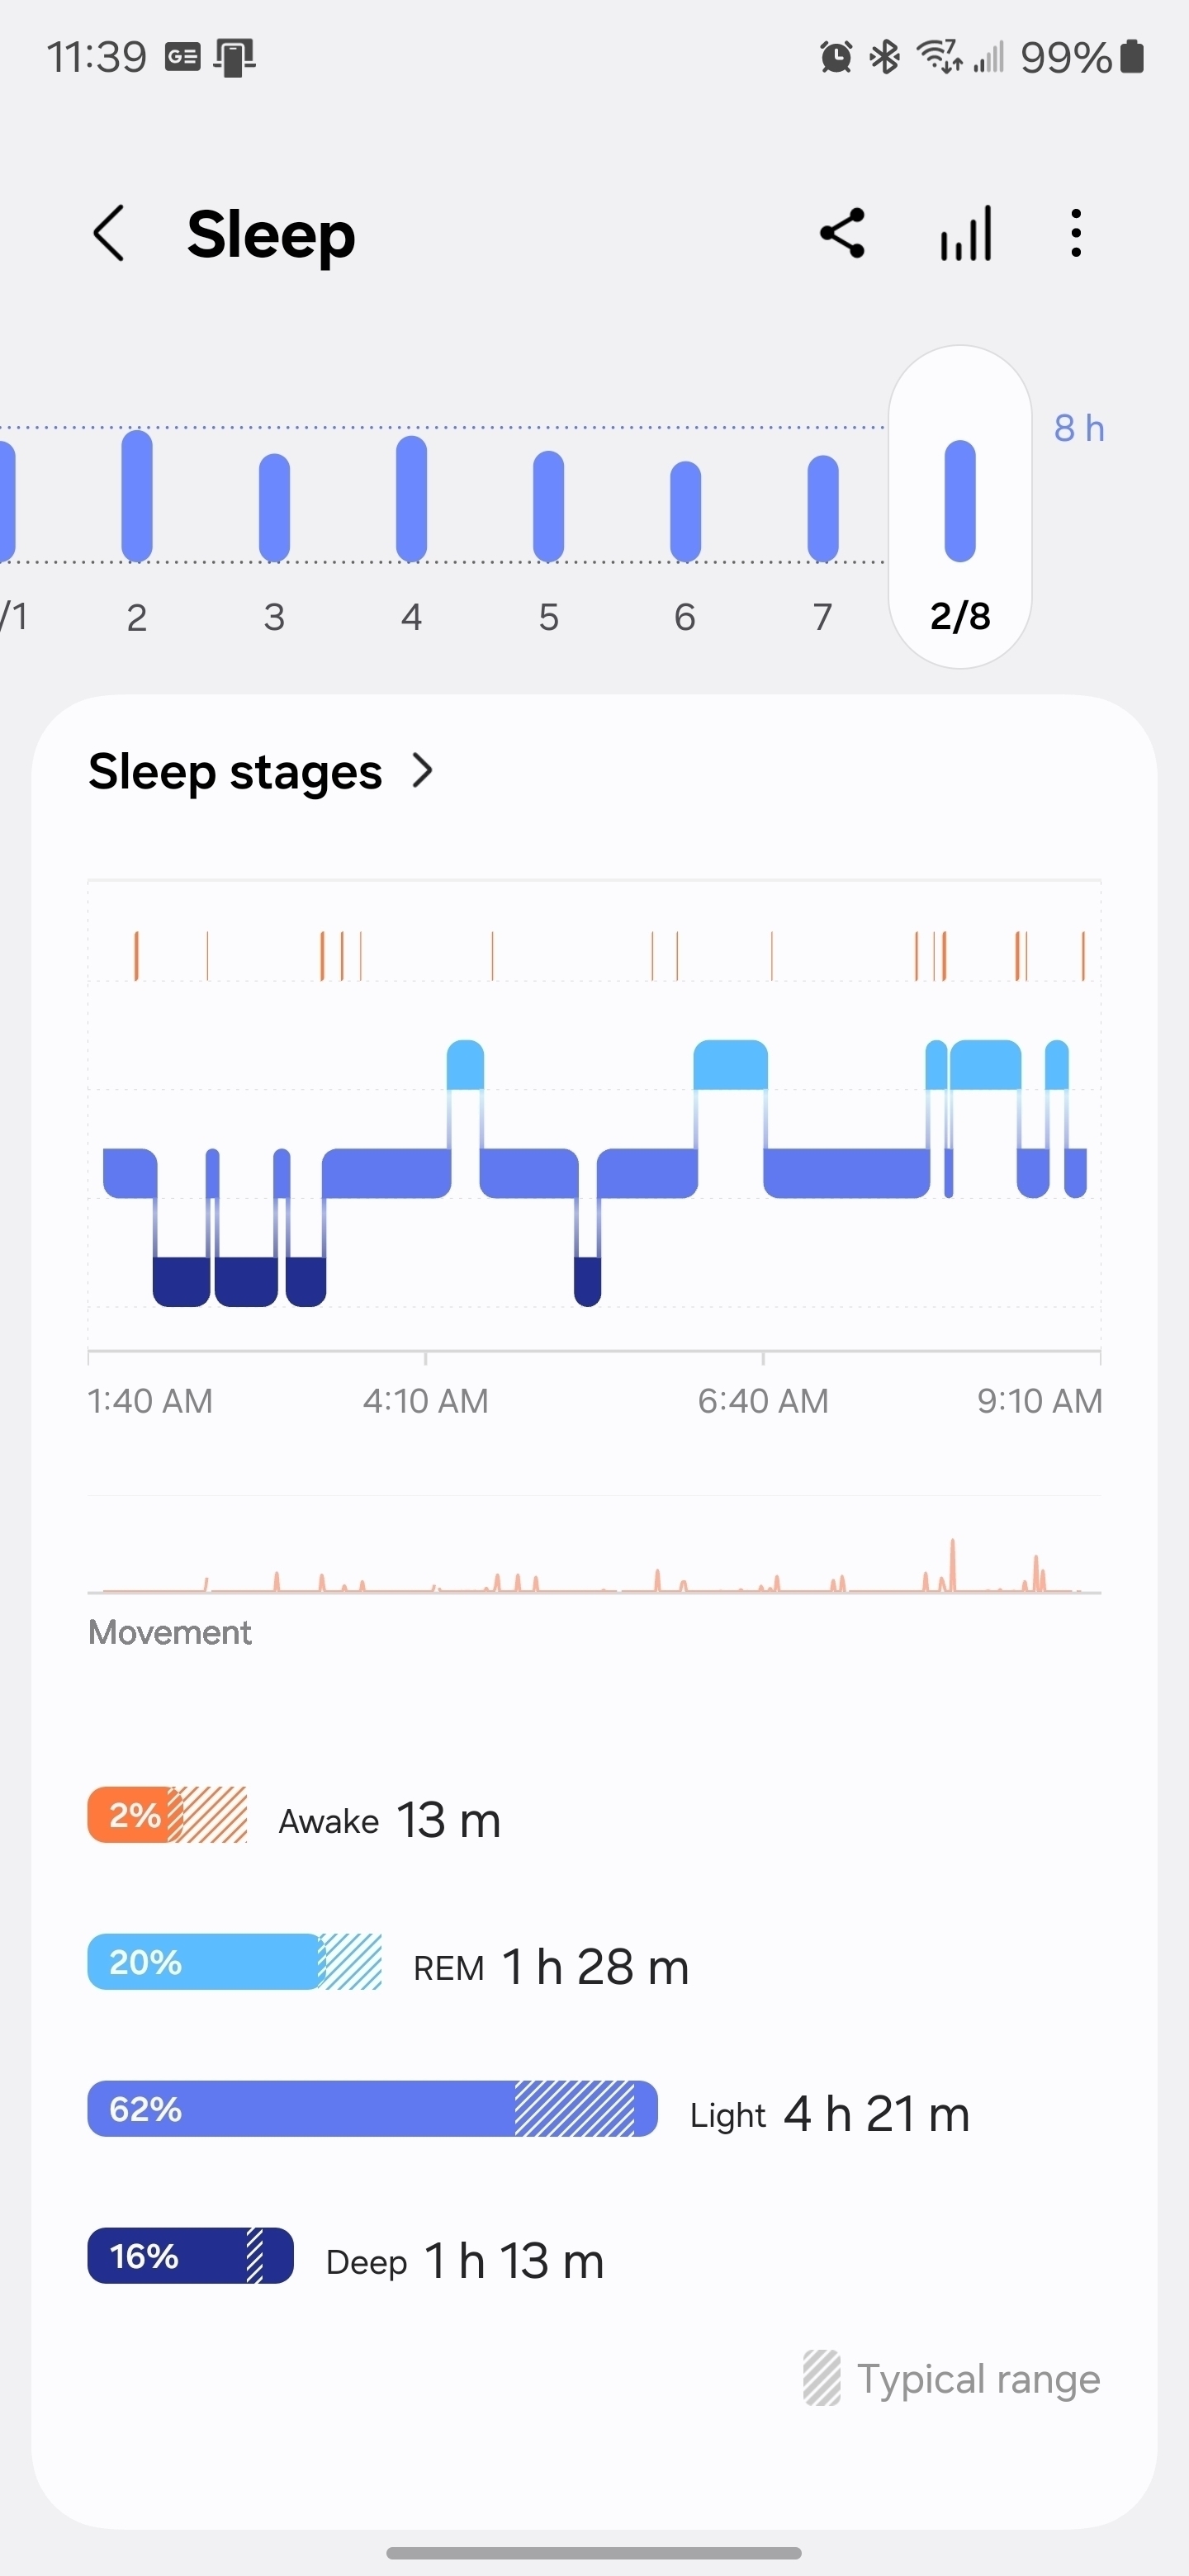 11:39 GE 7 99%
Sleep
8 h
/1 2 3 4 5 6 7 2/8
Sleep stages
1:40 AM 4:10 AM 6:40 AM 9:10 AM
Movement
2% Awake 13 m
20% REM 1 h 28 m
62% Light 4 h 21 m
16% Deep 1 h 13 m
Typical range